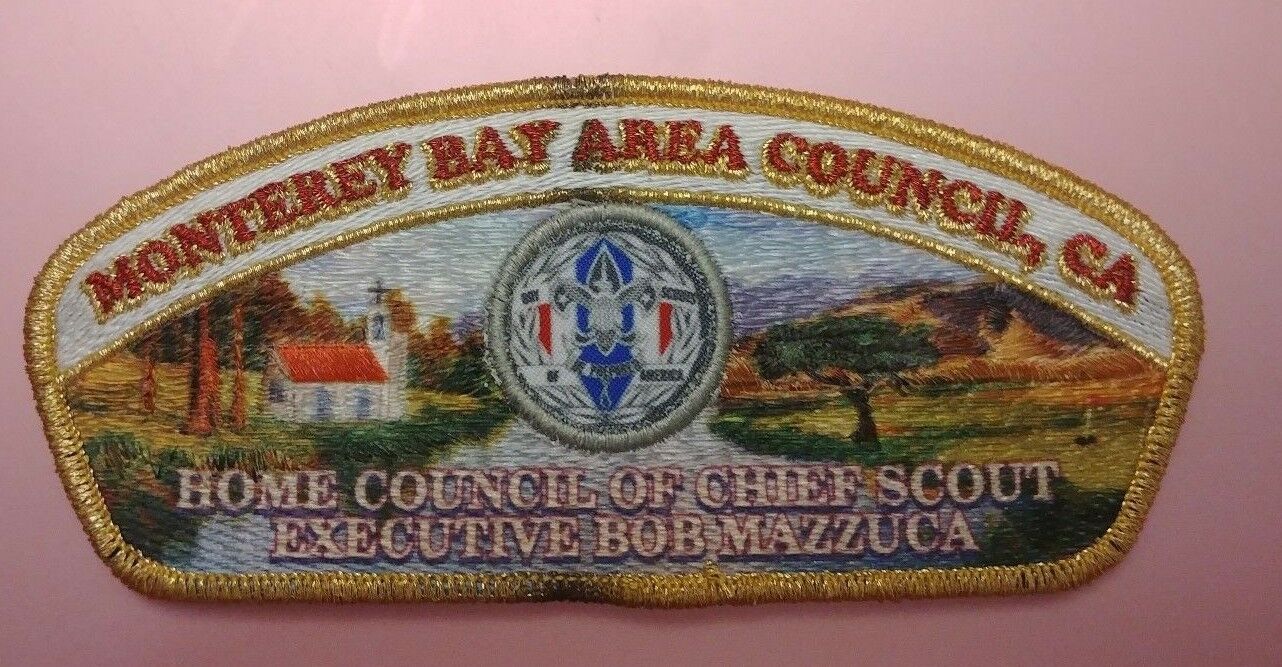 MONTEREY BAY AREA COUNCIL, CA
HOME COUNCIL OF CHIEF SCOUT
EXECUTIVE BOB MAZZUCA